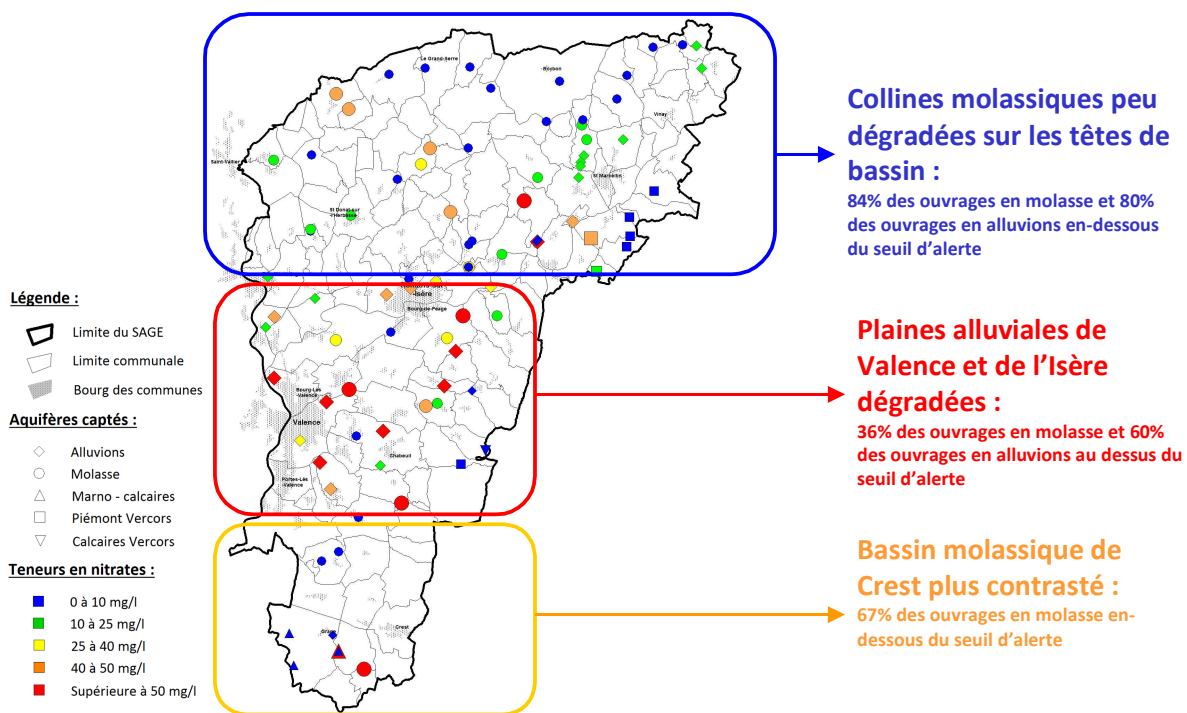 Le Grand-Serre
Roybon
Vinay
Saint-Vallier
St Marcellin
St Donat-sur
-l'Herbasse
-Isère
Bourg-de-Péage
Bourg-Lès
-Valence
Valence
Chabeuil
Portes-Lès
-Valence
Crest
Légende :
Limite du SAGE
Limite communale
Bourg des communes
Aquifères captés :
Alluvions
Molasse
Marno - calcaires
Piémont Vercors
Calcaires Vercors
Teneurs en nitrates :
0 à 10 mg/l
10 à 25 mg/l
25 à 40 mg/l
40 à 50 mg/l
Supérieure à 50 mg/l
Collines molassiques peu
dégradées sur les têtes de
bassin :
84% des ouvrages en molasse et 80%
des ouvrages en alluvions en-dessous
du seuil d'alerte
Plaines alluviales de
Valence et de l'Isère
dégradées :
36% des ouvrages en molasse et 60%
des ouvrages en alluvions au dessus du
seuil d'alerte
Bassin molassique de
Crest plus contrasté :
67% des ouvrages en molasse en-
dessous du seuil d'alerte